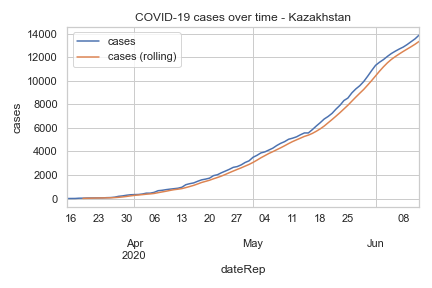 COVID-19 cases over time - Kazakhstan
cases
cases (rolling)
14000
12000
10000
8000
6000
4000
2000
0
cases
16 23 30 06 13 20 27 04 11 18 25 08
Apr May Jun
2020
dateRep